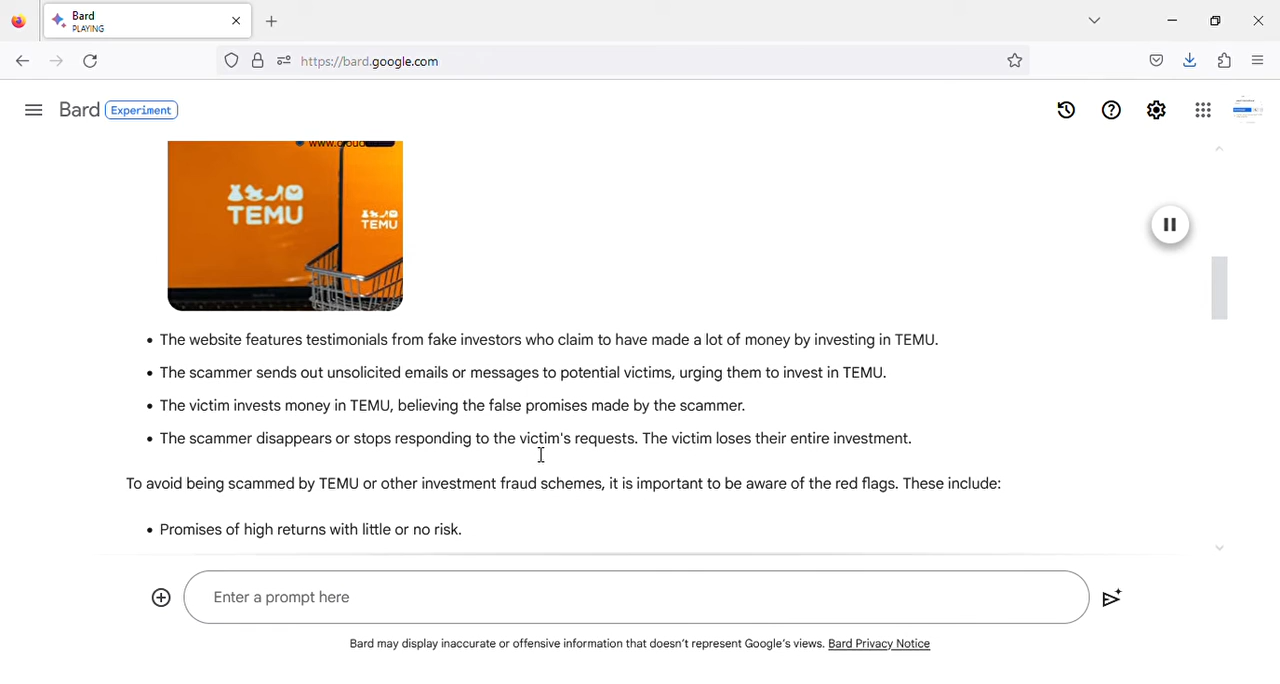 Bard
PLAYING
https://bard.google.com
Bard Experiment
TEMU
TEMU
• The website features testimonials from fake investors who claim to have made a lot of money by investing in TEMU.
• The scammer sends out unsolicited emails or messages to potential victims, urging them to invest in TEMU.
• The victim invests money in TEMU, believing the false promises made by the scammer.
• The scammer disappears or stops responding to the victim's requests. The victim loses their entire investment.
To avoid being scammed by TEMU or other investment fraud schemes, it is important to be aware of the red flags. These include:
• Promises of high returns with little or no risk.
Enter a prompt here
Bard may display inaccurate or offensive information that doesn't represent Google's views. Bard Privacy Notice